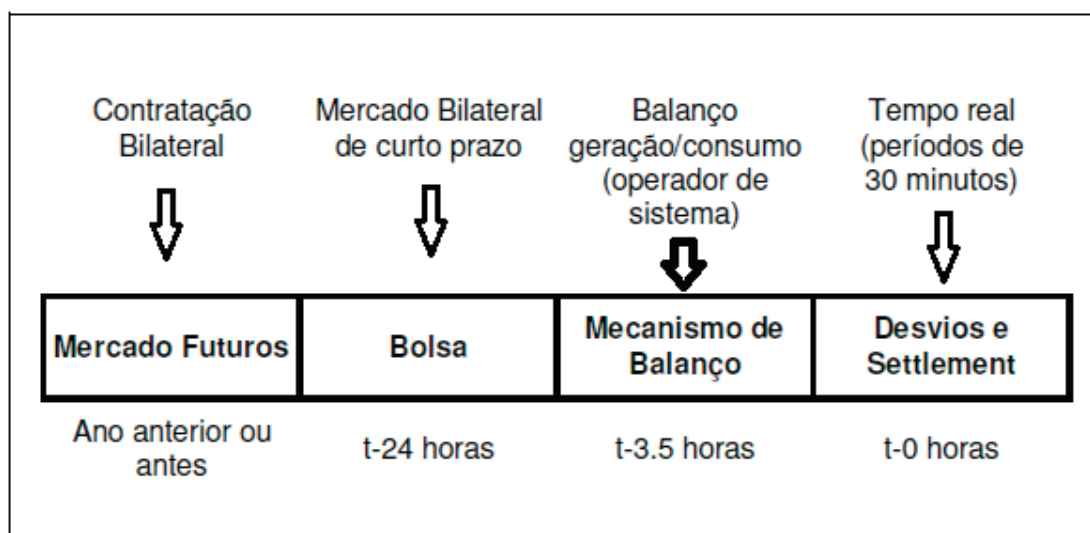 Contratação
Bilateral
Mercado Bilateral
de curto prazo
Balanço
geração/consumo
(operador de
sistema)
Tempo real
(períodos de
30 minutos)
Mercado Futuros
Bolsa
Mecanismo de
Balanço
Desvios e
Settlement
Ano anterior ou
antes
t-24 horas
t-3.5 horas
t-0 horas